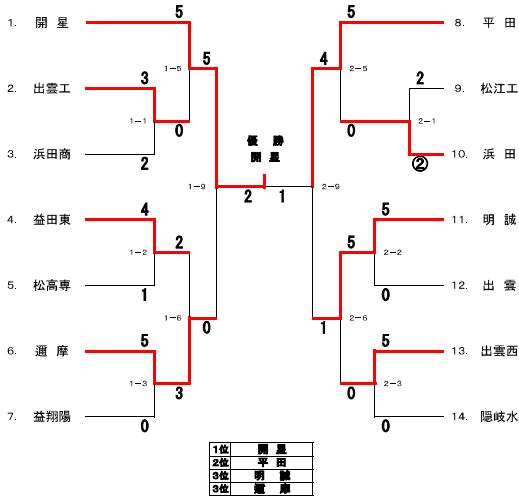 1. 開星
2. 出雲工
3. 浜田商
4. 益田東
5. 松高専
6. 邇摩
7. 益翔陽
5
3
1-1
2
1-5
0
5
4
1-2
1
2
1-6
5
1-3
0
3
0
1-9
優勝
開星
2
1
2-9
5
4
2-5
0
2
2-1
②
5
2-2
0
5
2-6
1
5
2-3
0
0
8. 平田
9. 松江工
10. 浜田
11. 明誠
12. 出雲
13. 出雲西
14. 隠岐水
1位 開星
2位 平田
3位 明誠
3位 邇摩